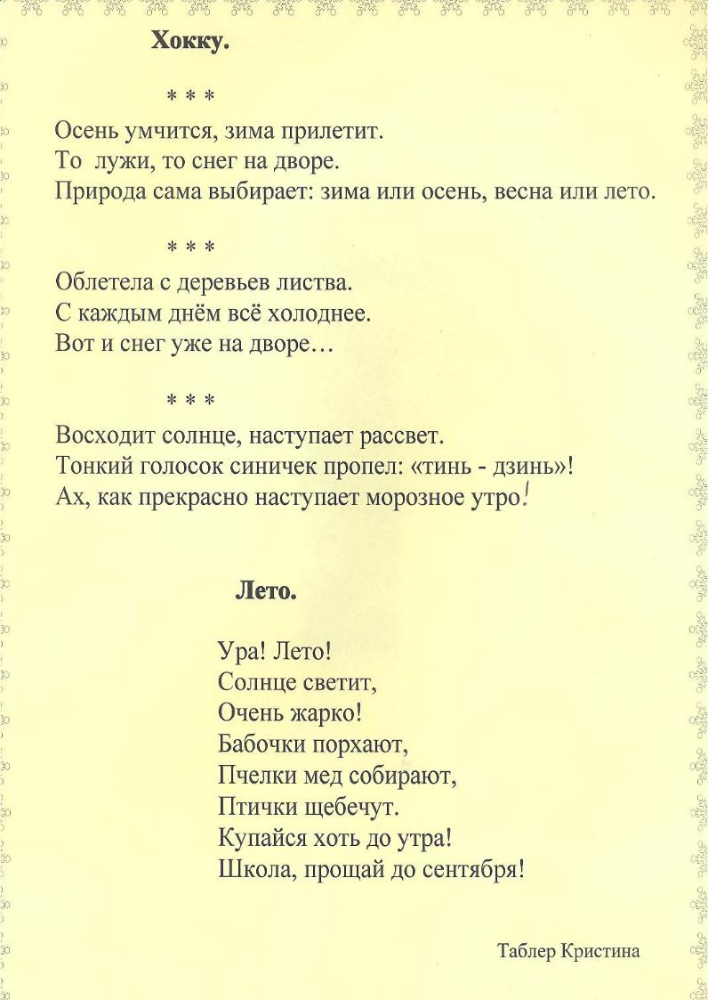 Хокку.
* * *
Осень умчится, зима прилетит.
То лужи, то снег на дворе.
Природа сама выбирает: зима или осень, весна или лето.
* * *
Облетела с деревьев листва.
С каждым днём всё холоднее.
Вот и снег уже на дворе…
* * *
Восходит солнце, наступает рассвет.
Тонкий голосок синичек пропел: «тинь - дзинь»!
Ах, как прекрасно наступает морозное утро!
Лето.
Ура! Лето!
Солнце светит,
Очень жарко!
Бабочки порхают,
Пчелки мед собирают,
Птички щебечут.
Купайся хоть до утра!
Школа, прощай до сентября!
Таблер Кристина